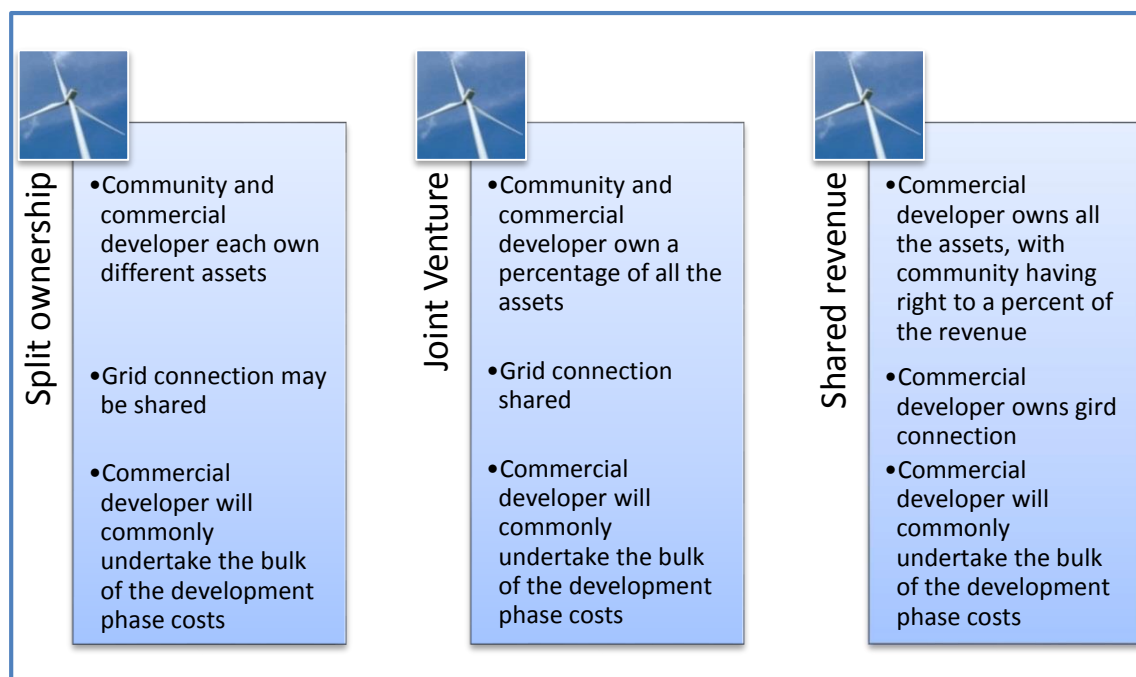 Split ownership
•Community and
commercial
developer each own
different assets
•Grid connection may
be shared
•Commercial
developer will
commonly
undertake the bulk
of the development
phase costs
Joint Venture
•Community and
commercial
developer own a
percentage of all the
assets
•Grid connection
shared
•Commercial
developer will
commonly
undertake the bulk
of the development
phase costs
Shared revenue
•Commercial
developer owns all
the assets, with
community having
right to a percent of
the revenue
•Commercial
developer owns gird
connection
•Commercial
developer will
commonly
undertake the bulk
of the development
phase costs